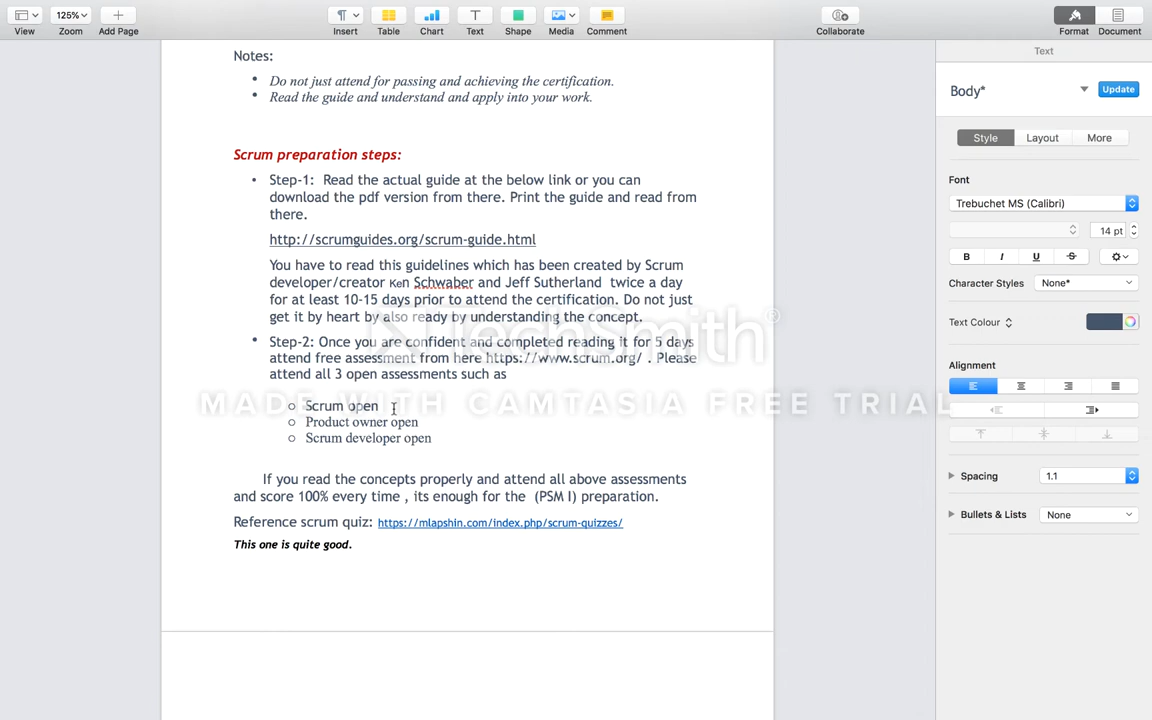 View
125%
Zoom
Add Page
Insert
Table
Chart
Text
Shape
Media
Comment
Collaborate
Format
Document
Notes:
• Do not just attend for passing and achieving the certification.
• Read the guide and understand and apply into your work.
Scrum preparation steps:
• Step-1: Read the actual guide at the below link or you can
download the pdf version from there. Print the guide and read from
there.
http://scrumguides.org/scrum-guide.html
You have to read this guidelines which has been created by Scrum
developer/creator Ken Schwaber and Jeff Sutherland twice a day
for at least 10-15 days prior to attend the certification. Do not just
get it by heart by also ready by understanding the concept.
• Step-2: Once you are confident and completed reading it for 5 days
attend free assessment from here https://www.scrum.org/ . Please
attend all 3 open assessments such as
○ Scrum open
○ Product owner open
○ Scrum developer open
If you read the concepts properly and attend all above assessments
and score 100% every time , its enough for the (PSM I) preparation.
Reference scrum quiz: https://mlapshin.com/index.php/scrum-quizzes/
This one is quite good.
TechSmith®
MADE WITH CAMTASIA FREE TRIAL
Text
Body*
Update
Style
Layout
More
Font
Trebuchet MS (Calibri)
14 pt
B I U S
Character Styles
None*
Text Colour
Alignment
Spacing
1.1
Bullets & Lists
None